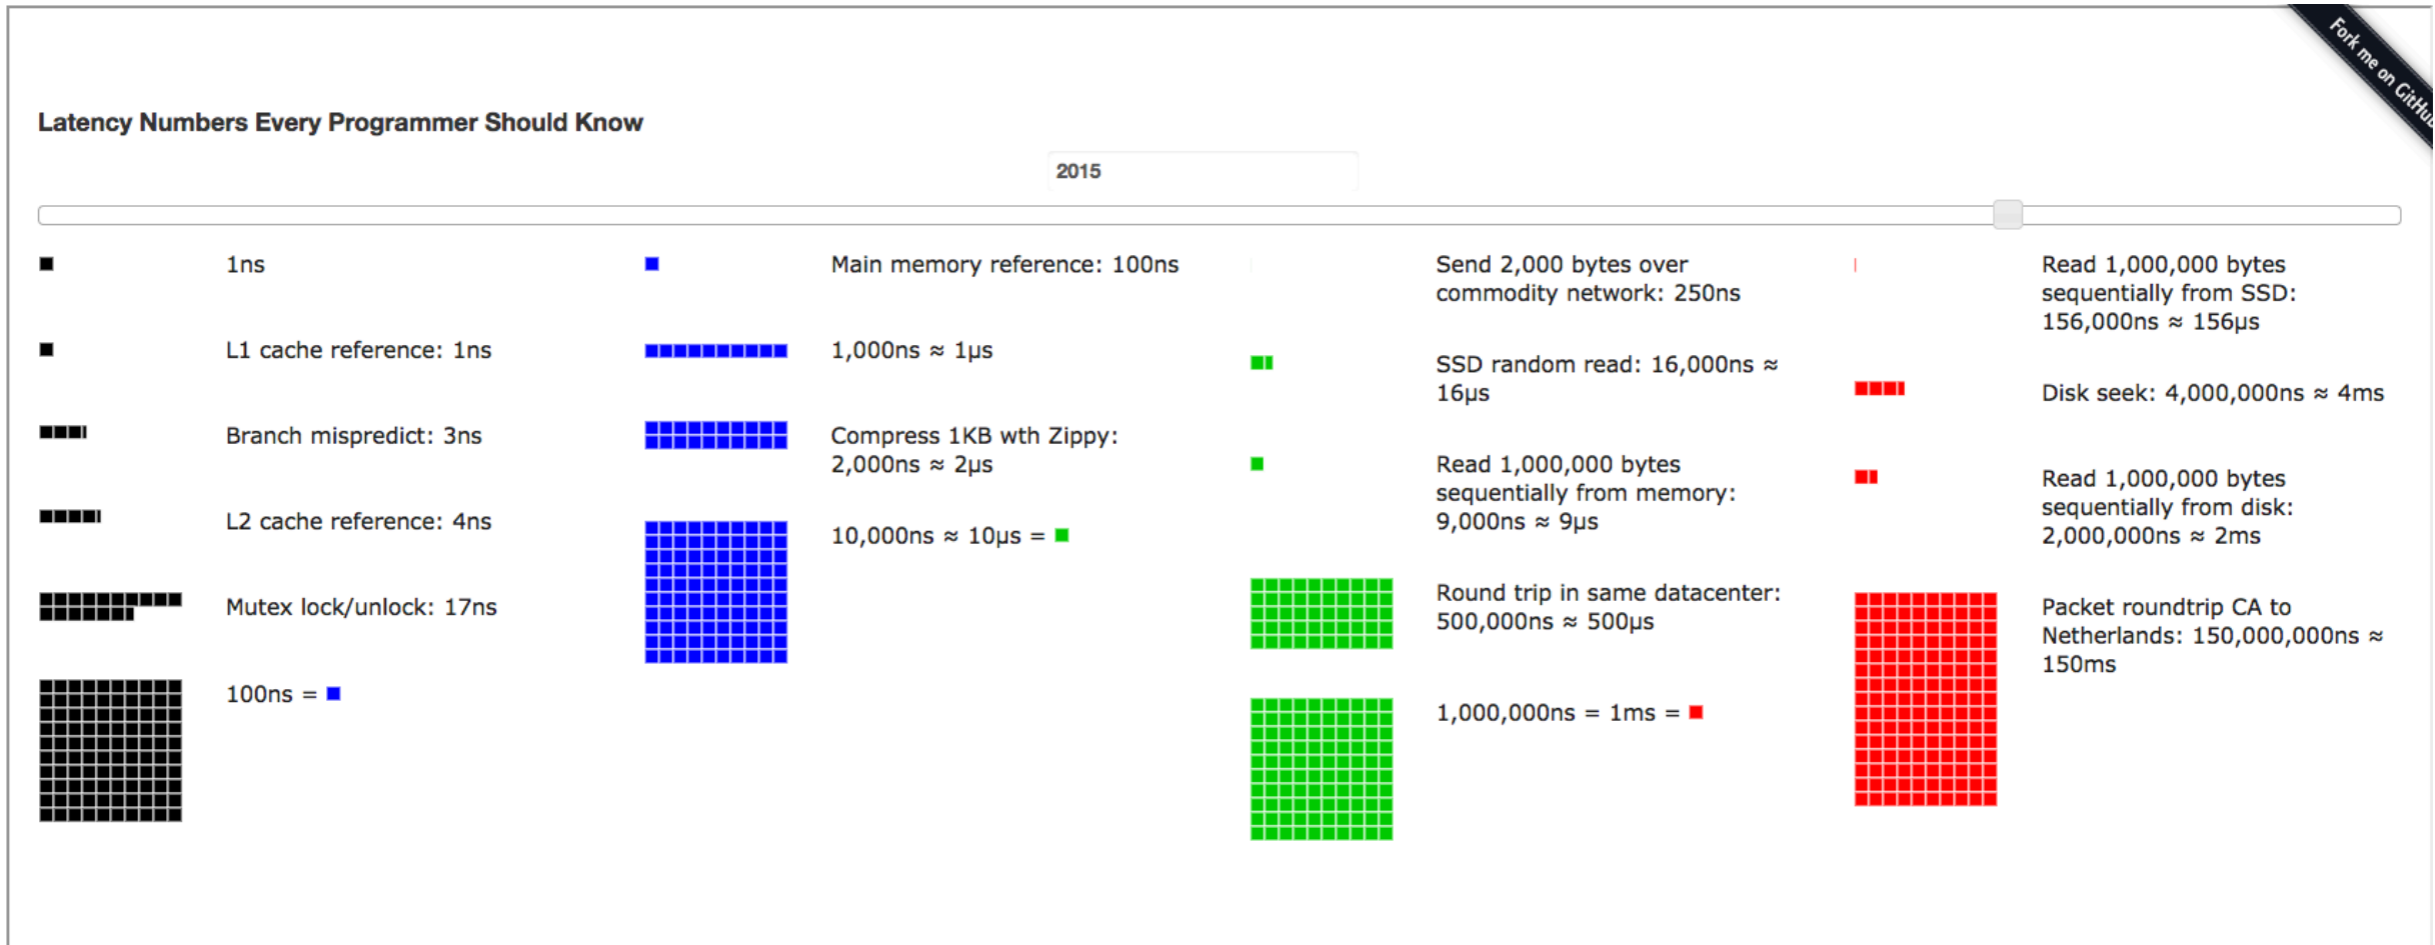 Fork me on GitHub
Latency Numbers Every Programmer Should Know
2015
1ns
L1 cache reference: 1ns
Branch mispredict: 3ns
L2 cache reference: 4ns
Mutex lock/unlock: 17ns
100ns =
Main memory reference: 100ns
1,000ns ≈ 1µs
Compress 1KB wth Zippy:
2,000ns ≈ 2µs
10,000ns ≈ 10µs =
Send 2,000 bytes over
commodity network: 250ns
SSD random read: 16,000ns ≈
16µs
Read 1,000,000 bytes
sequentially from memory:
9,000ns ≈ 9µs
Round trip in same datacenter:
500,000ns ≈ 500µs
1,000,000ns = 1ms =
Read 1,000,000 bytes
sequentially from SSD:
156,000ns ≈ 156µs
Disk seek: 4,000,000ns ≈ 4ms
Read 1,000,000 bytes
sequentially from disk:
2,000,000ns ≈ 2ms
Packet roundtrip CA to
Netherlands: 150,000,000ns ≈
150ms